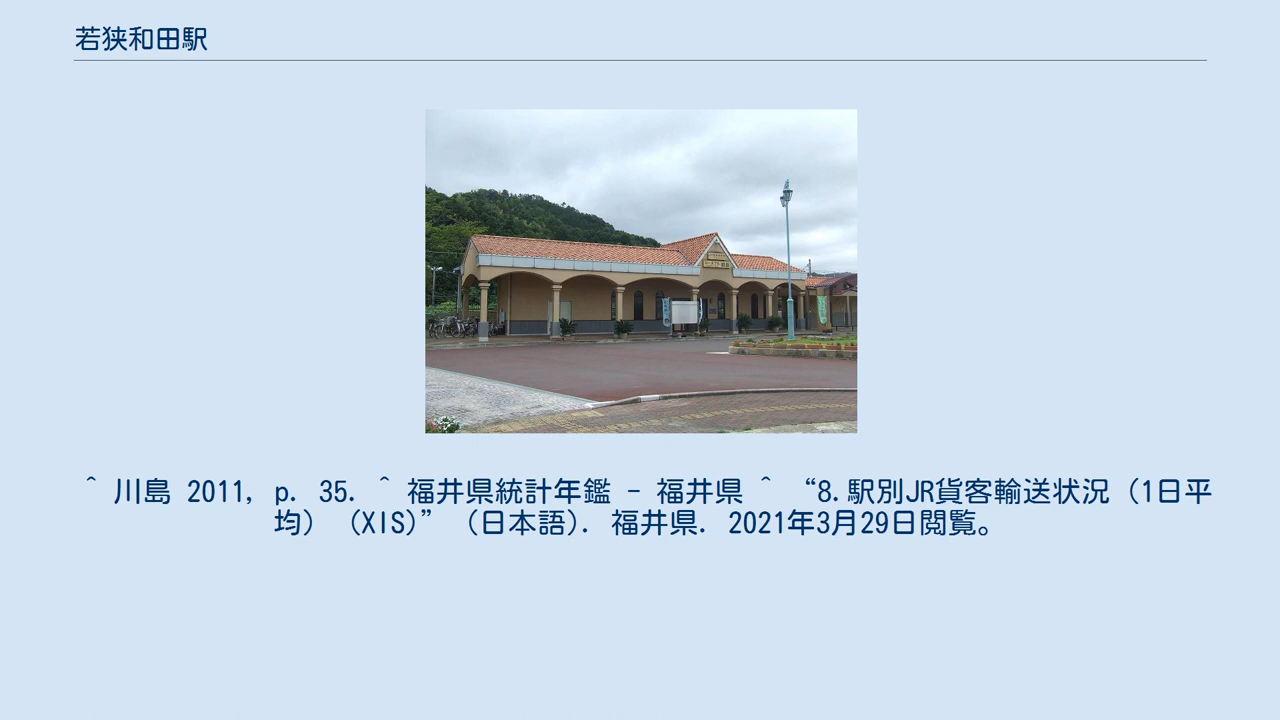 若狭和田駅
^ 川島 2011, p. 35. ^ 福井県統計年鑑 - 福井県 ^ “8.駅別JR貨客輸送状況（1日平
均）（XIS)”（日本語). 福井県. 2021年3月29日閲覧。